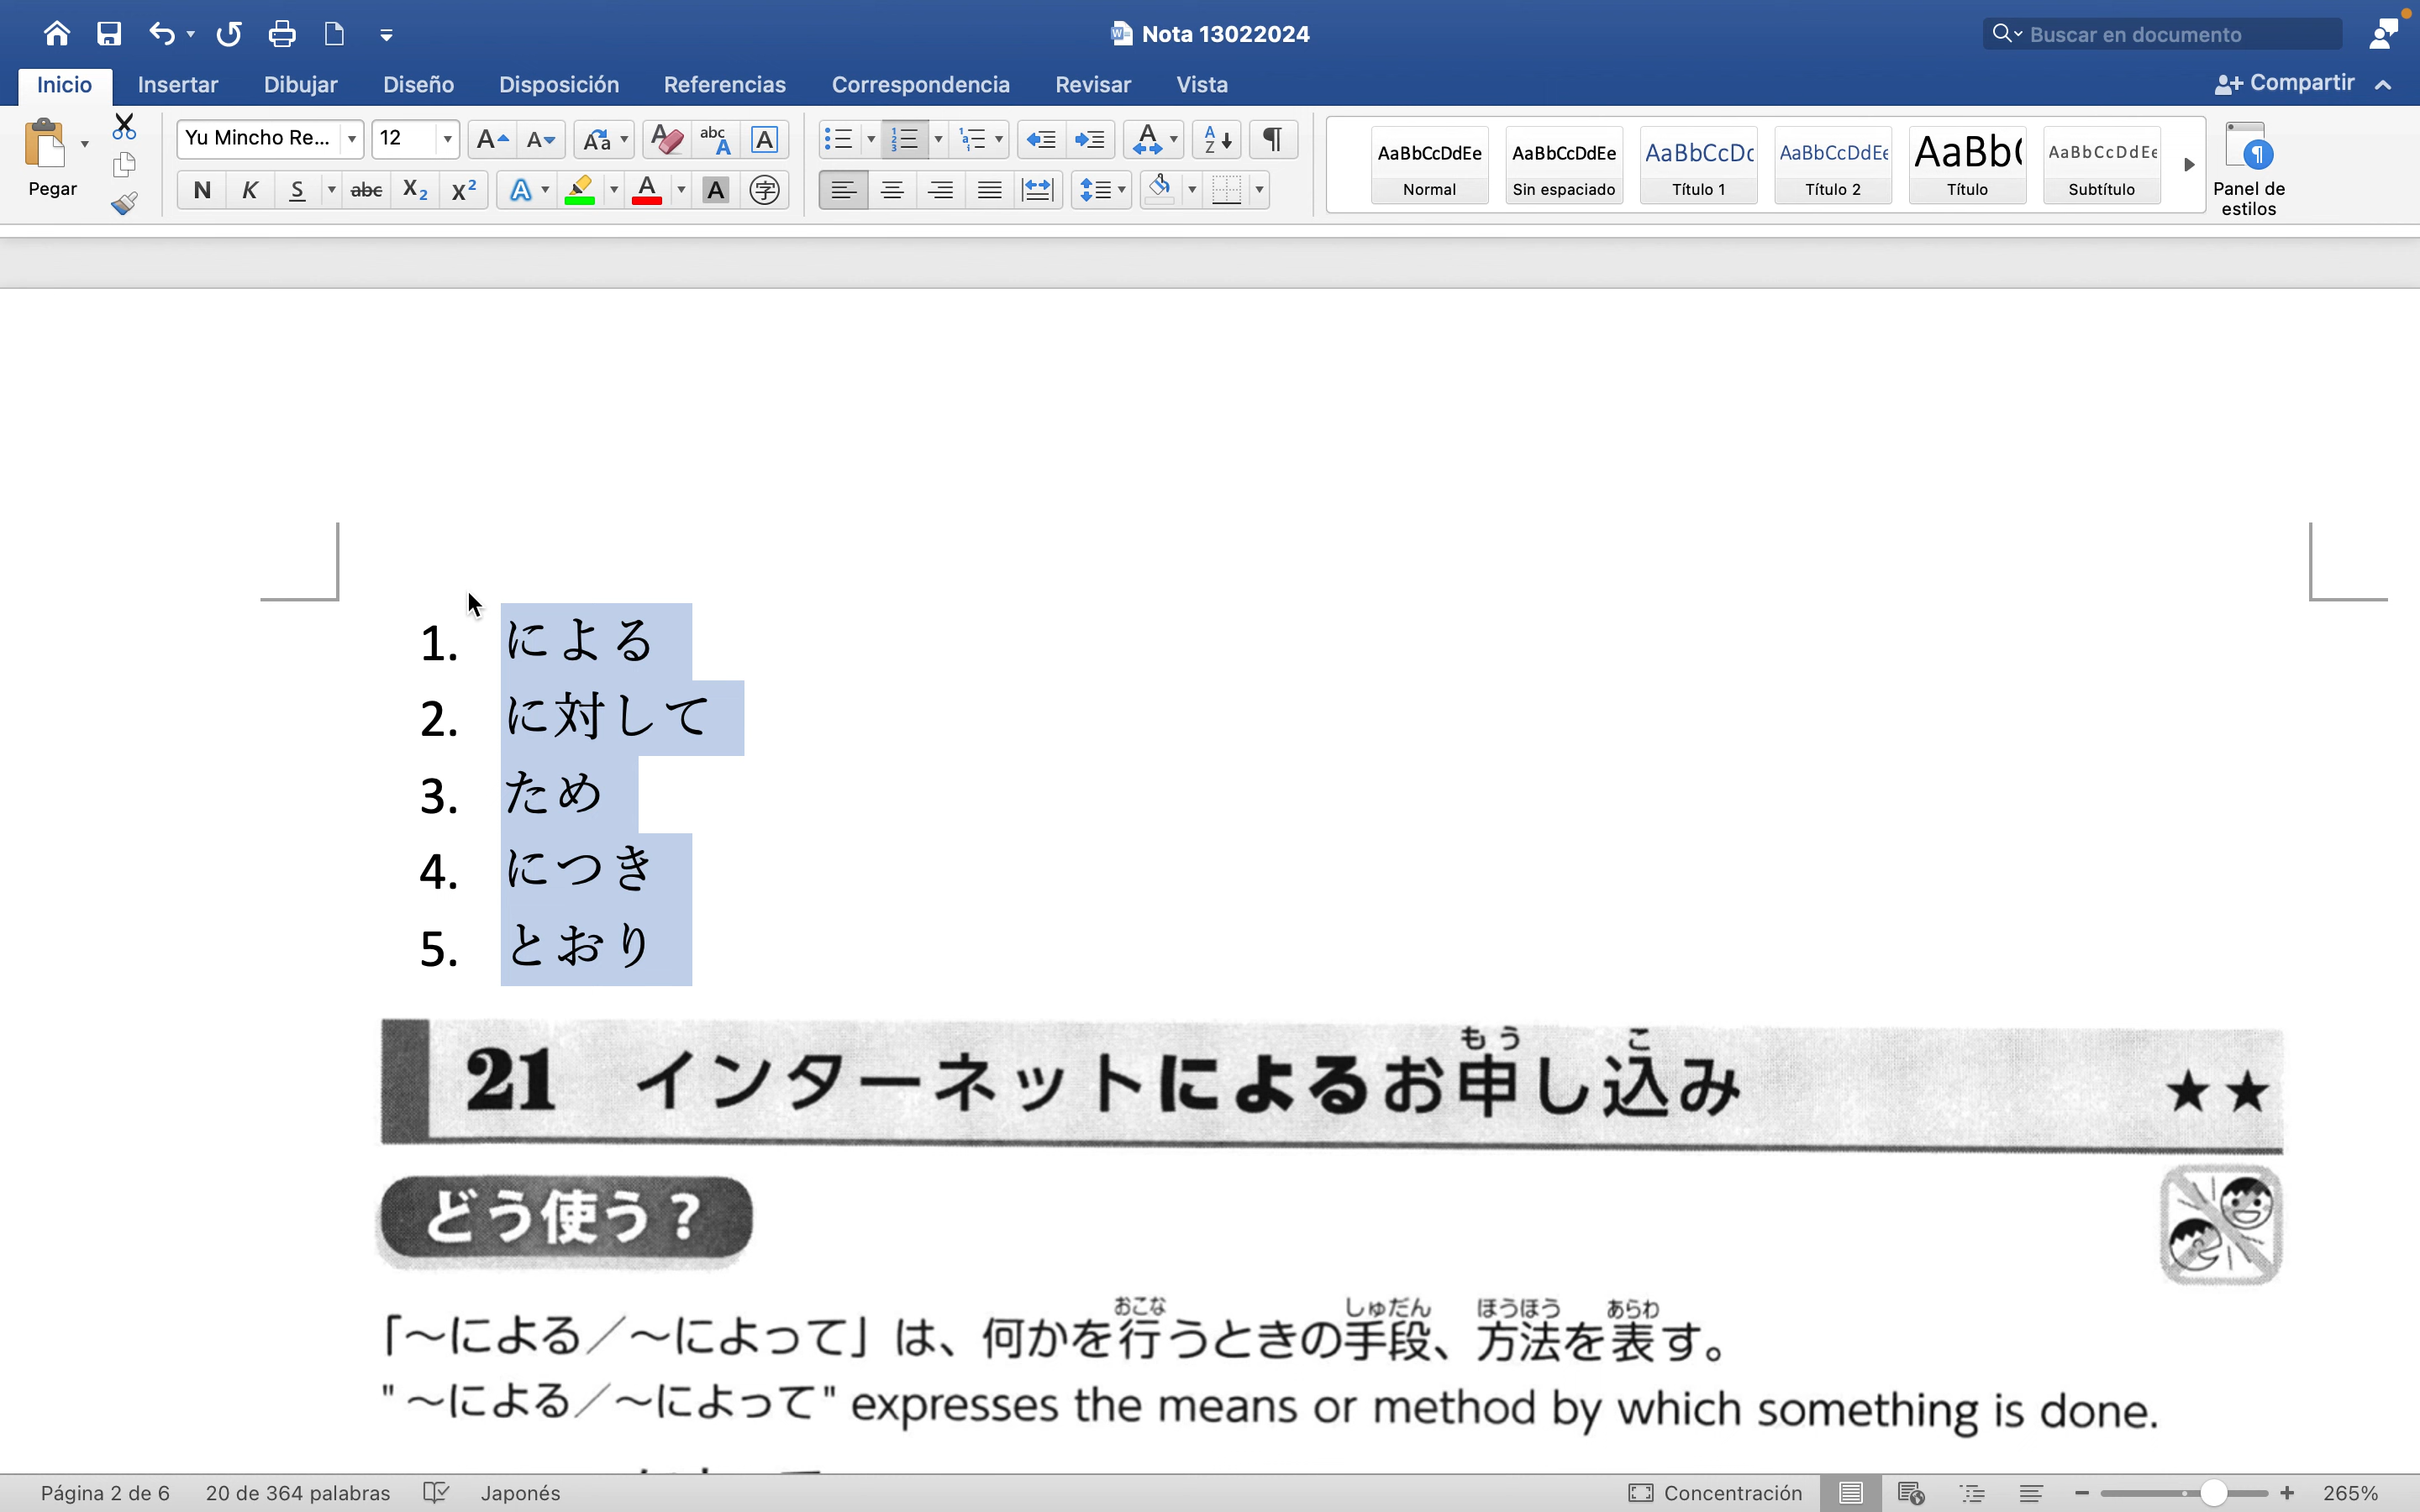 Nota 13022024
Buscar en documento
Inicio Insertar Dibujar Diseño Disposición Referencias Correspondencia Revisar Vista Compartir
Pegar
Yu Mincho Re... 12
N K S abc X2 X2 A A A 字
AaBbCcDdEe AaBbCcDdEe AaBbCcDc AaBbCcDdEe AaBb( AaBbCcDdEe
Normal Sin espaciado Título 1 Título 2 Título Subtítulo
Panel de
estilos
1. による
2. に対して
3. ため
4. につき
5. とおり
もう こ
21 インターネットによるお申し込み ★★
どう使う？
おこな しゅだん ほうほう あらわ
「～による／～によって」は、何かを行うときの手段、方法を表す。
"～による／～によって" expresses the means or method by which something is done.
Página 2 de 6 20 de 364 palabras Japonés Concentración 265%